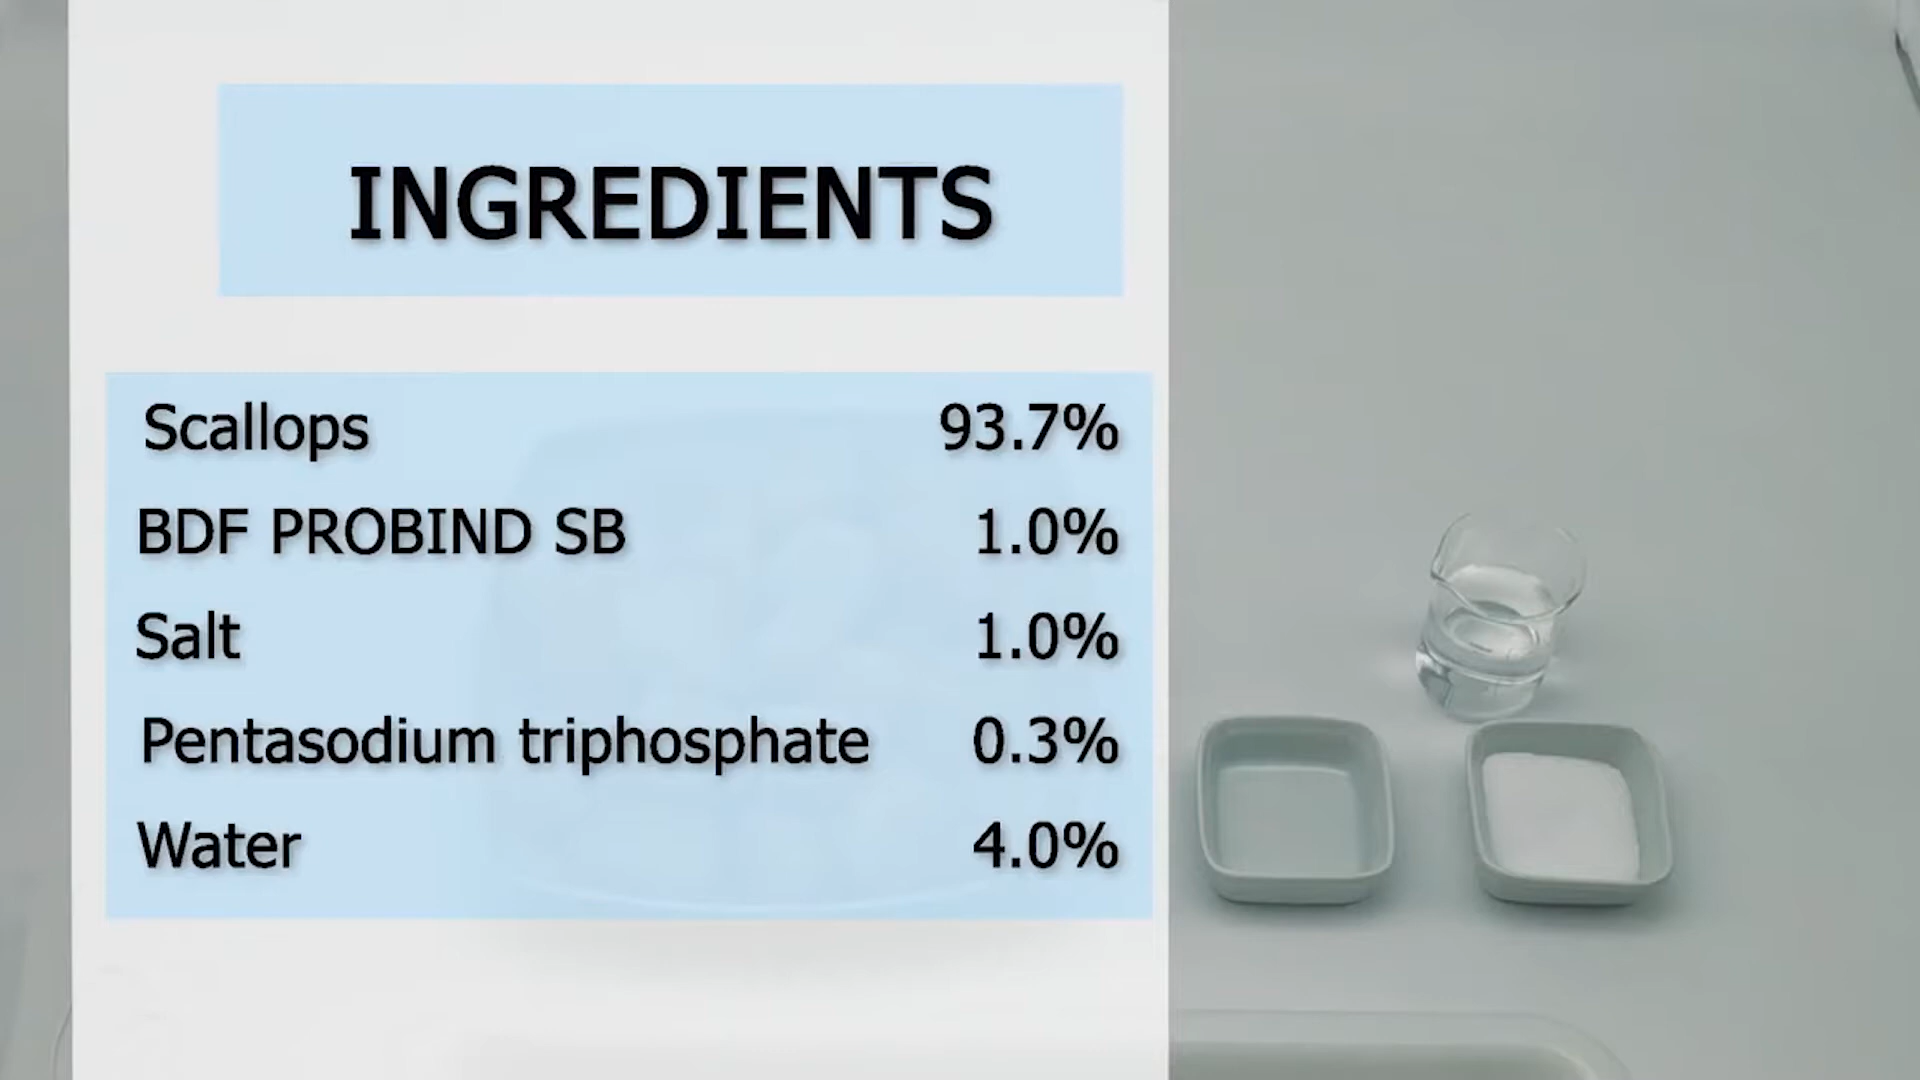 INGREDIENTS
Scallops 93.7%
BDF PROBIND SB 1.0%
Salt 1.0%
Pentasodium triphosphate 0.3%
Water 4.0%